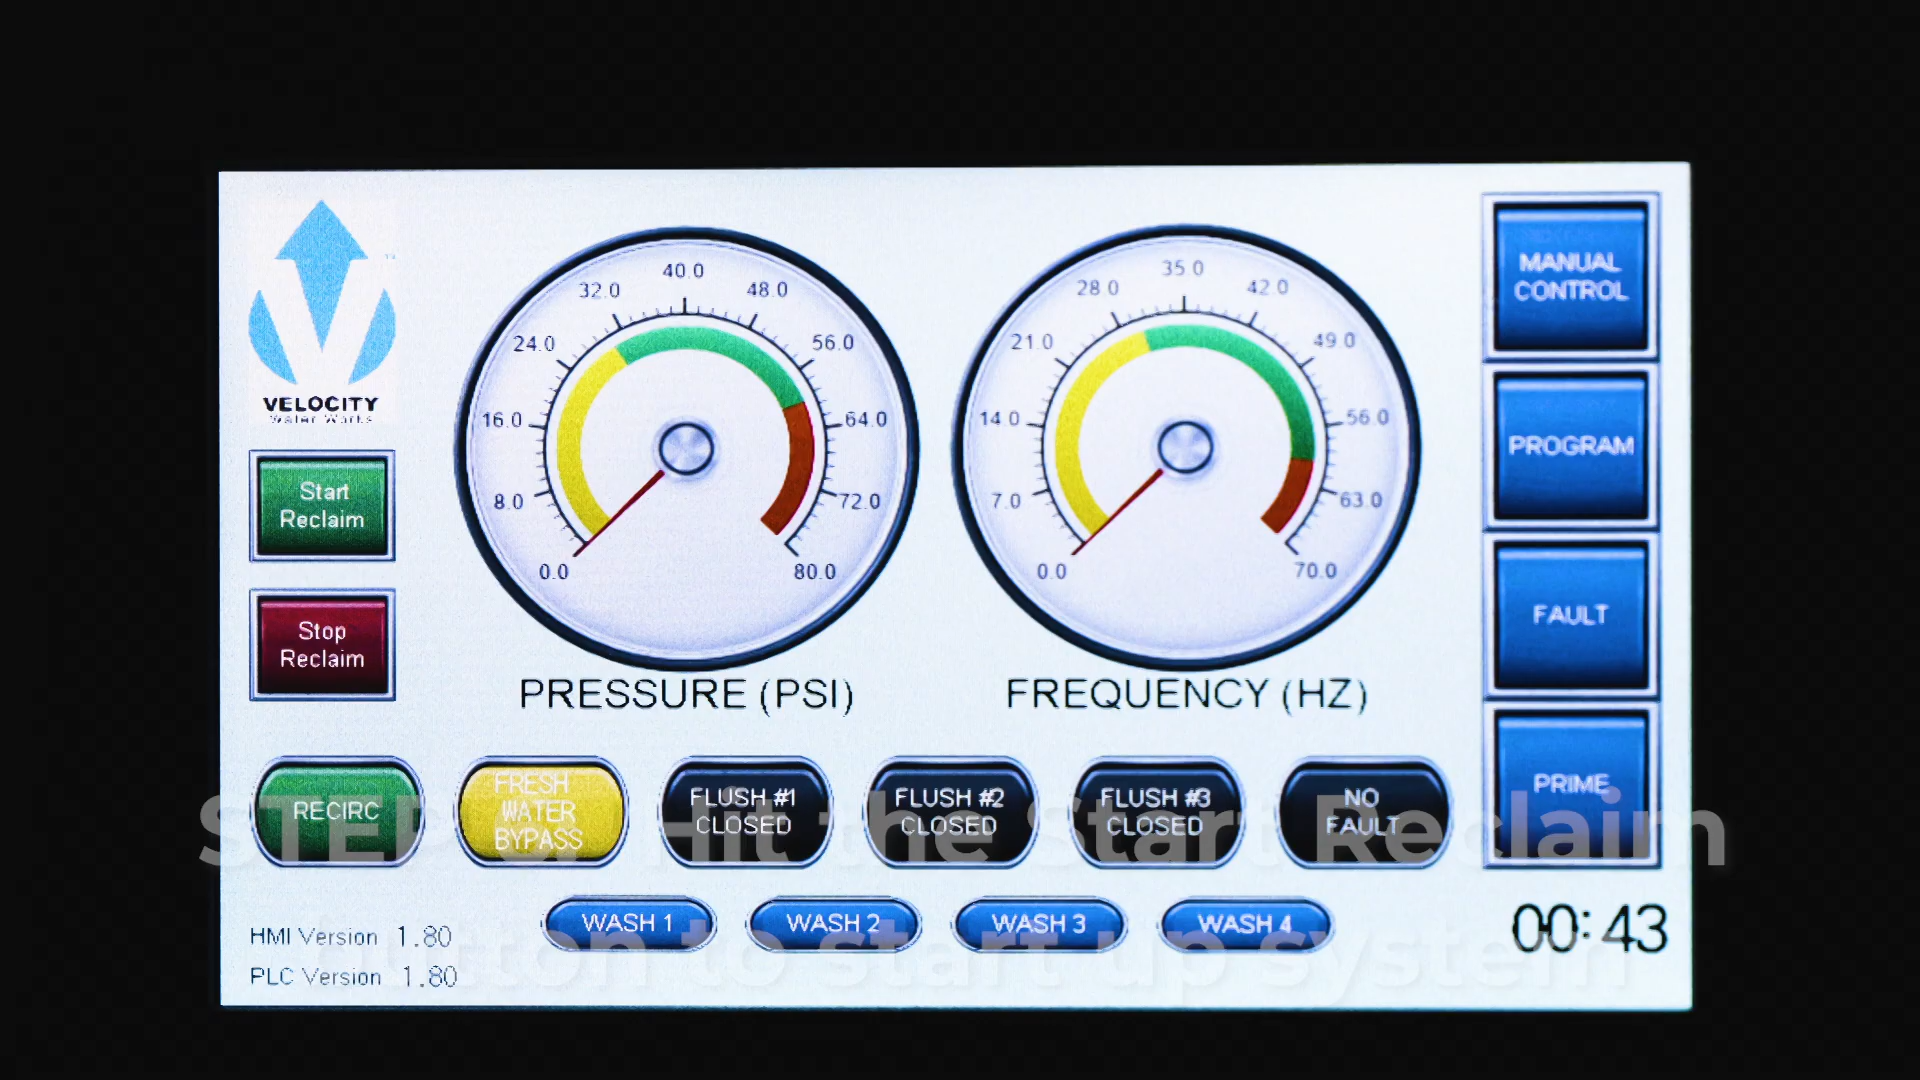 VELOCITY
Water Works
™
Start
Reclaim
Stop
Reclaim
0.0
8.0
16.0
24.0
32.0
40.0
48.0
56.0
64.0
72.0
80.0
PRESSURE (PSI)
0.0
7.0
14.0
21.0
28.0
35.0
42.0
49.0
56.0
63.0
70.0
FREQUENCY (HZ)
MANUAL
CONTROL
PROGRAM
FAULT
PRIME
RECIRC
FRESH
WATER
BYPASS
FLUSH #1
CLOSED
FLUSH #2
CLOSED
FLUSH #3
CLOSED
NO
FAULT
STEP Hit the Start Reclaim
button to start up system
WASH 1
WASH 2
WASH 3
WASH 4
00:43
HMI Version 1.80
PLC Version 1.80